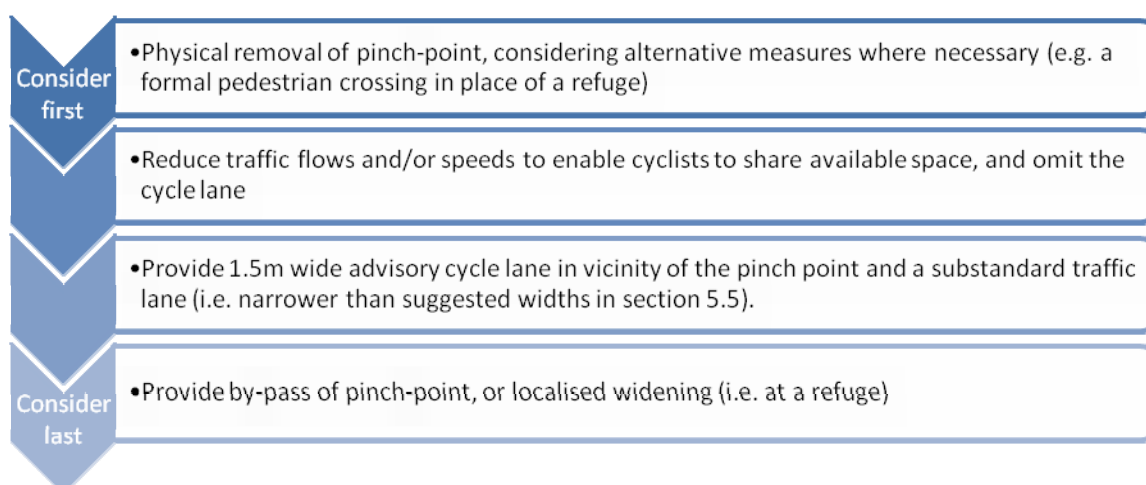 Consider
first
•Physical removal of pinch-point, considering alternative measures where necessary (e.g. a
formal pedestrian crossing in place of a refuge)
•Reduce traffic flows and/or speeds to enable cyclists to share available space, and omit the
cycle lane
•Provide 1.5m wide advisory cycle lane in vicinity of the pinch point and a substandard traffic
lane (i.e. narrower than suggested widths in section 5.5).
Consider
last
•Provide by-pass of pinch-point, or localised widening (i.e. at a refuge)